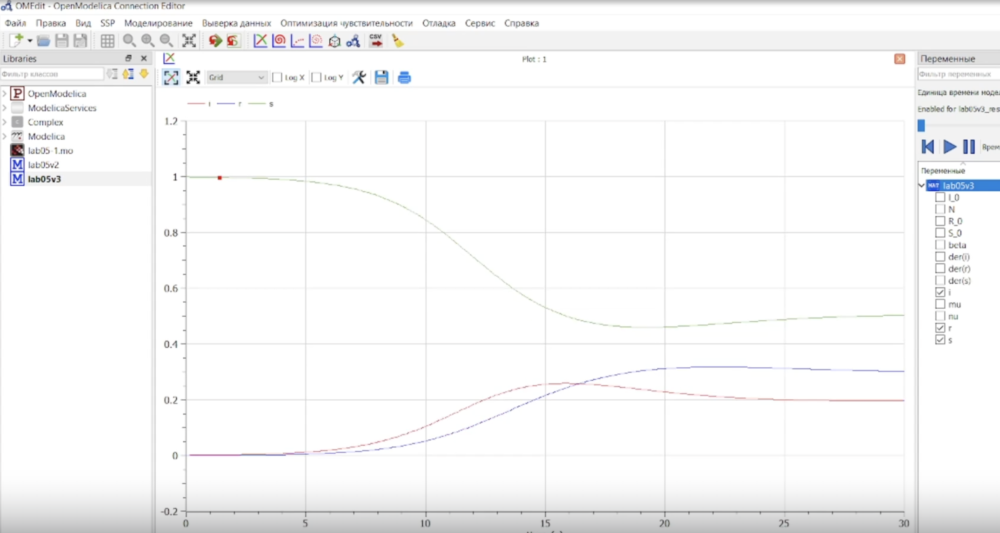 OMEdit - OpenModelica Connection Editor
Файл Правка Вид SSP Моделирование Выверка данных Оптимизация чувствительности Отладка Сервис Справка
CSV
Libraries
Фильтр классов
OpenModelica
ModelicaServices
Complex
Modelica
lab05-1.mo
lab05v2
lab05v3
Plot : 1
Grid Log X Log Y
i r s
1.2
1
0.8
0.6
0.4
0.2
0
-0.2
0 5 10 15 20 25 30
Переменные
Фильтр переменных
Единица времени модел
Enabled for lab05v3_res
Врем
Переменные
MAT lab05v3
I_0
N
R_0
S_0
beta
der(i)
der(r)
der(s)
i
mu
nu
r
s